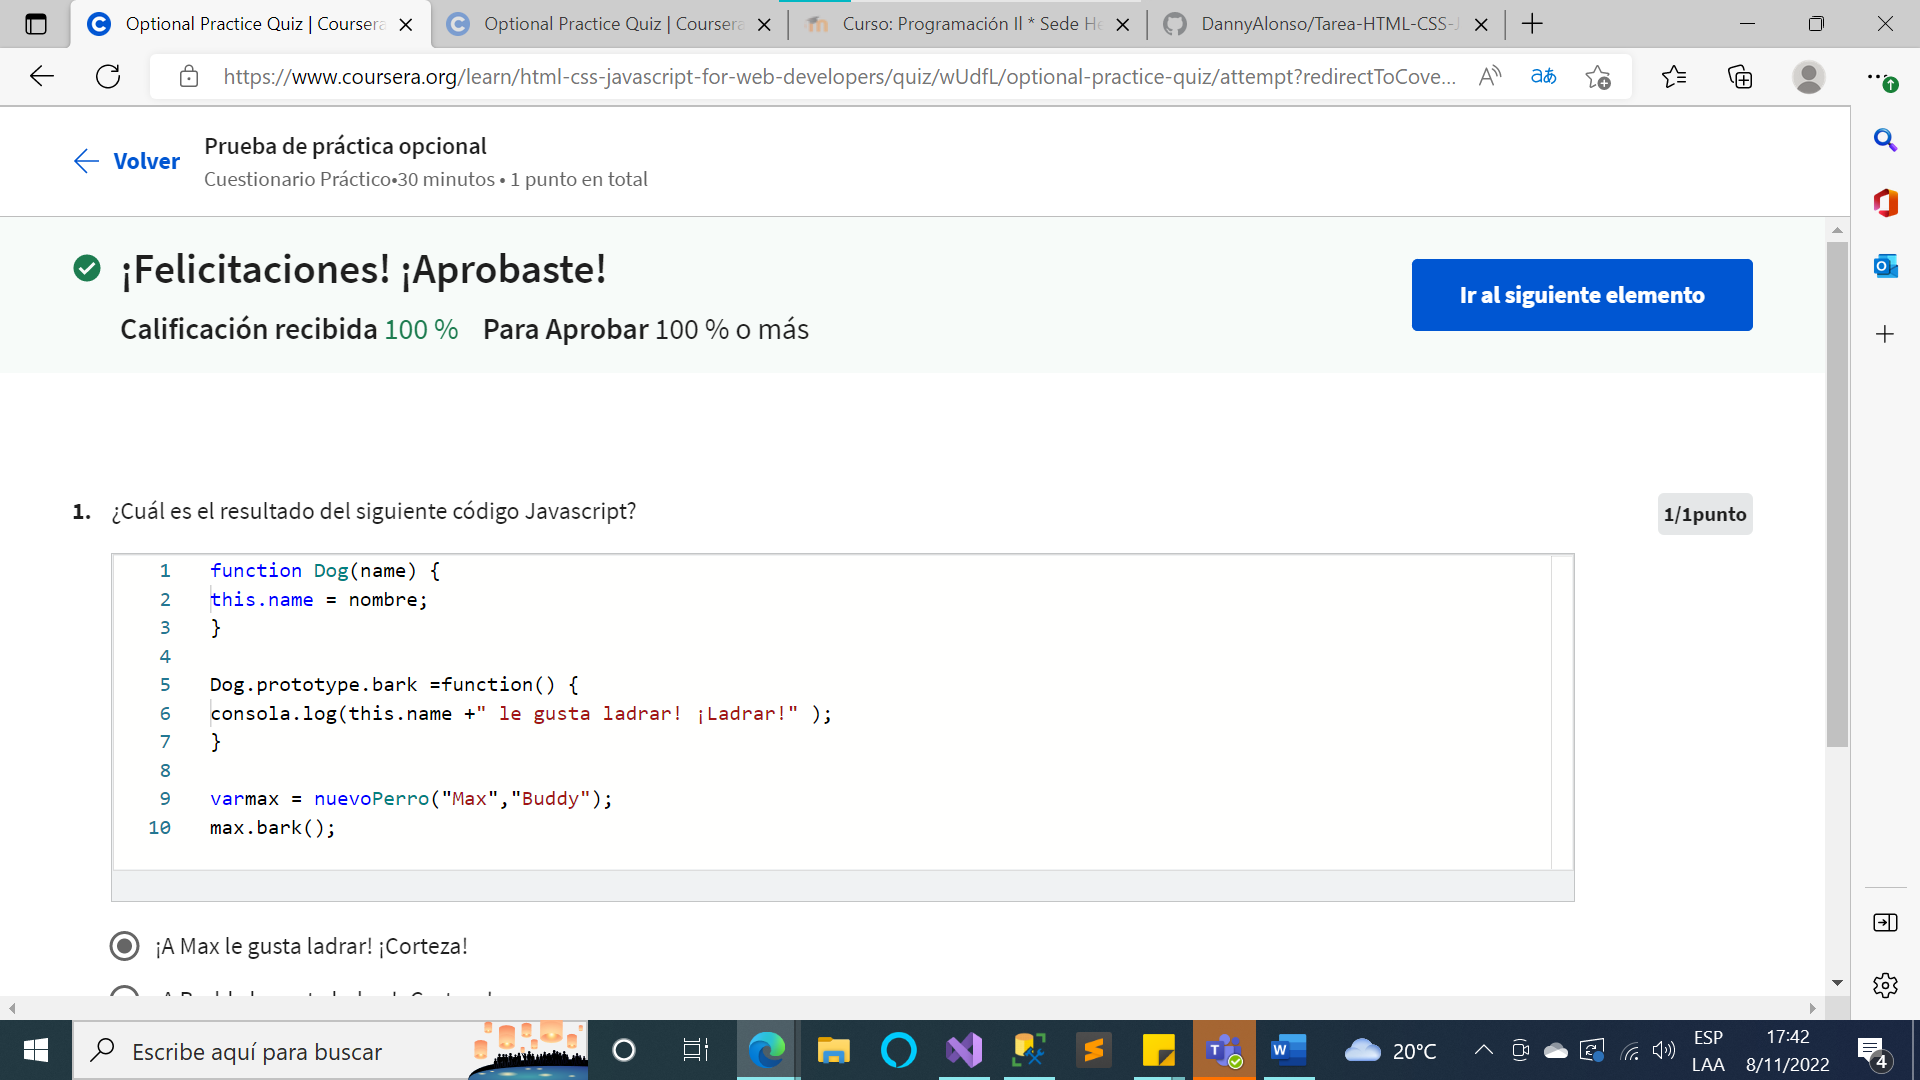 Optional Practice Quiz | Coursera
Optional Practice Quiz | Coursera
Curso: Programación II * Sede He
DannyAlonso/Tarea-HTML-CSS-J
https://www.coursera.org/learn/html-css-javascript-for-web-developers/quiz/wUdfL/optional-practice-quiz/attempt?redirectToCove...
Volver
Prueba de práctica opcional
Cuestionario Práctico•30 minutos • 1 punto en total
¡Felicitaciones! ¡Aprobaste!
Ir al siguiente elemento
Calificación recibida 100 % Para Aprobar 100 % o más
1. ¿Cuál es el resultado del siguiente código Javascript?
1/1punto
1 function Dog(name) {
2 this.name = nombre;
3 }
4
5 Dog.prototype.bark =function() {
6 consola.log(this.name +" le gusta ladrar! ¡Ladrar!" );
7 }
8
9 varmax = nuevoPerro("Max","Buddy");
10 max.bark();
¡A Max le gusta ladrar! ¡Corteza!
Escribe aquí para buscar
20°C
ESP
LAA
17:42
8/11/2022
4